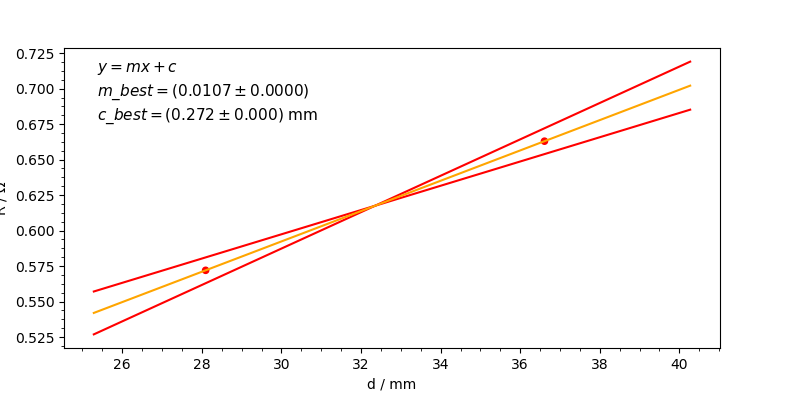 y = mx + c
m_best = (0.0107 ± 0.0000)
c_best = (0.272 ± 0.000) mm
0.725
0.700
0.675
0.650
0.625
0.600
0.575
0.550
0.525
26 28 30 32 34 36 38 40
d / mm